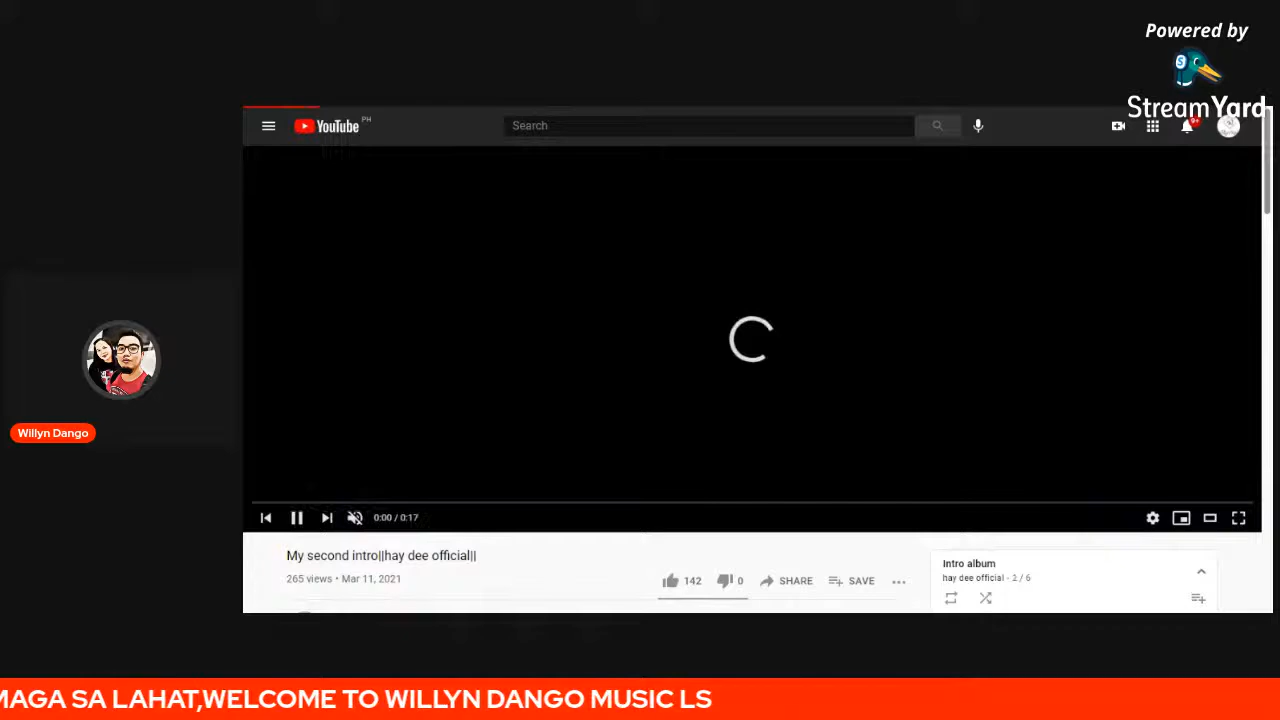 Powered by
StreamYard
YouTube PH
Search
9+
Willyn Dango
0:00 / 0:17
My second intro||hay dee official||
265 views • Mar 11, 2021
142
0
SHARE
SAVE
Intro album
hay dee official - 2 / 6
MAGA SA LAHAT,WELCOME TO WILLYN DANGO MUSIC LS